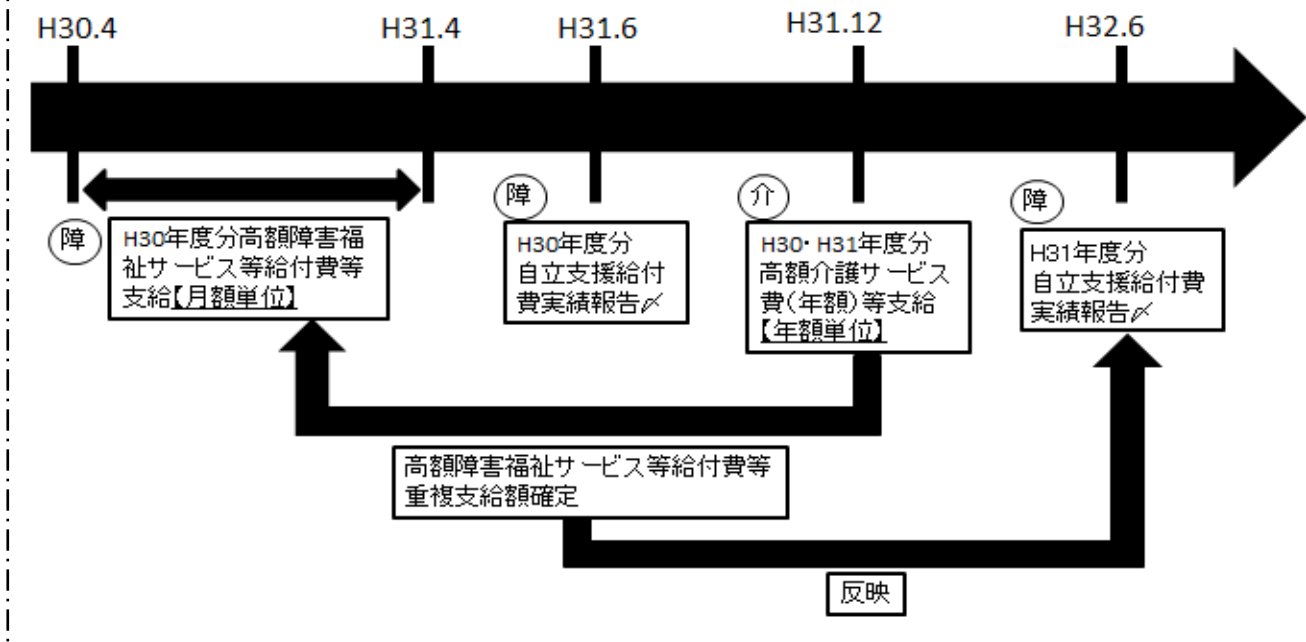 H30.4
H31.4
H31.6
H31.12
H32.6
障
H30年度分高額障害福
祉サービス等給付費等
支給【月額単位】
障
H30年度分
自立支援給付
費実績報告〆
介
H30・H31年度分
高額介護サービス
費(年額)等支給
【年額単位】
障
H31年度分
自立支援給付費
実績報告〆
高額障害福祉サービス等給付費等
重複支給額確定
反映